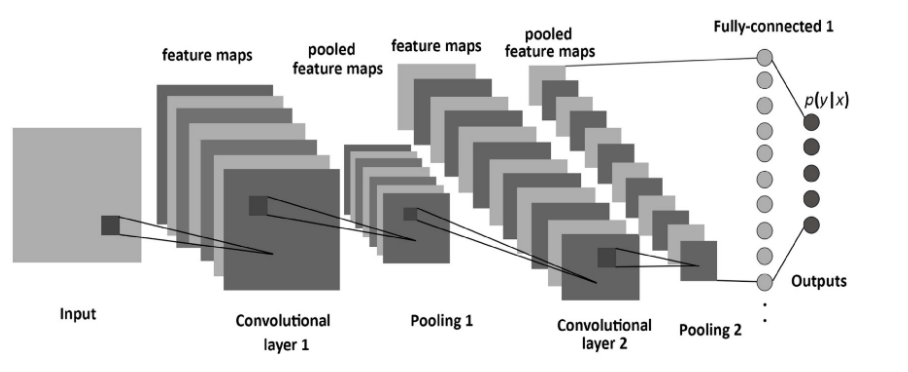 feature maps
pooled
feature maps
feature maps
pooled
feature maps
Fully-connected 1
p(y|x)
Input
Convolutional
layer 1
Pooling 1
Convolutional
layer 2
Pooling 2
Outputs